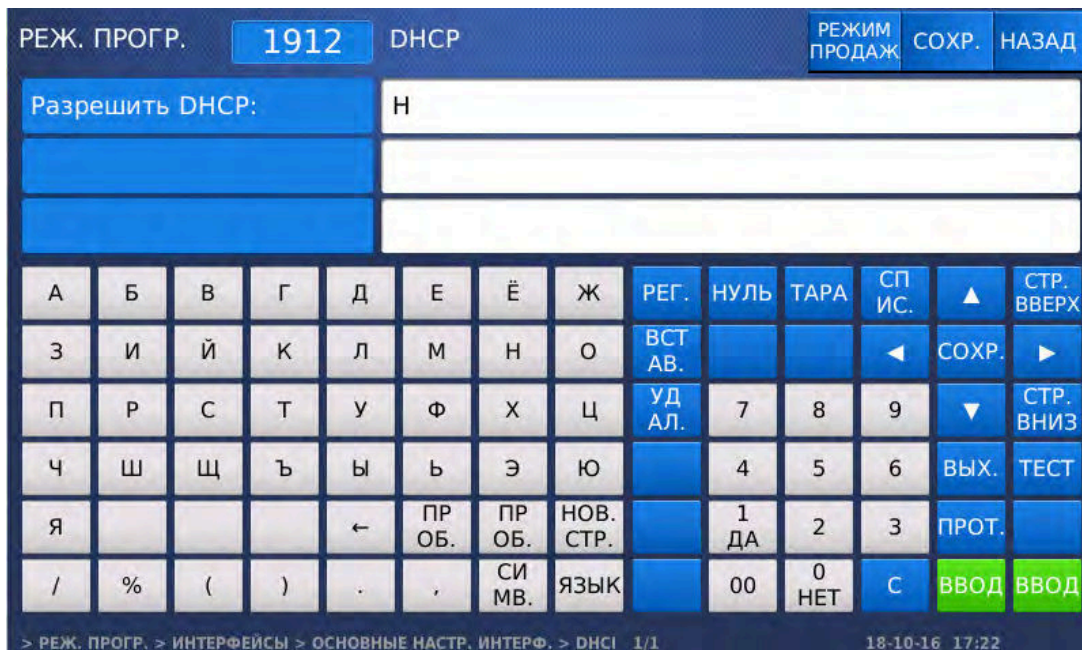 РЕЖ. ПРОГР. 1912 DHCP РЕЖИМ ПРОДАЖ СОХР. НАЗАД
Разрешить DHCP: Н
А Б В Г Д Е Ё Ж РЕГ. НУЛЬ ТАРА СП ИС. ▲ СТР. ВВЕРХ
З И Й К Л М Н О ВСТ АВ. ◀ СОХР. ▶
П Р С Т У Ф Х Ц УД АЛ. 7 8 9 ▼ СТР. ВНИЗ
Ч Ш Щ Ъ Ы Ь Э Ю 4 5 6 ВЫХ. ТЕСТ
Я ← ПР ОБ. ПР ОБ. НОВ. СТР. 1 ДА 2 3 ПРОТ.
/ % ( ) . , СИ МВ. ЯЗЫК 00 0 НЕТ С ВВОД ВВОД
> РЕЖ. ПРОГР. > ИНТЕРФЕЙСЫ > ОСНОВНЫЕ НАСТР. ИНТЕРФ. > DHCI 1/1 18-10-16 17:22